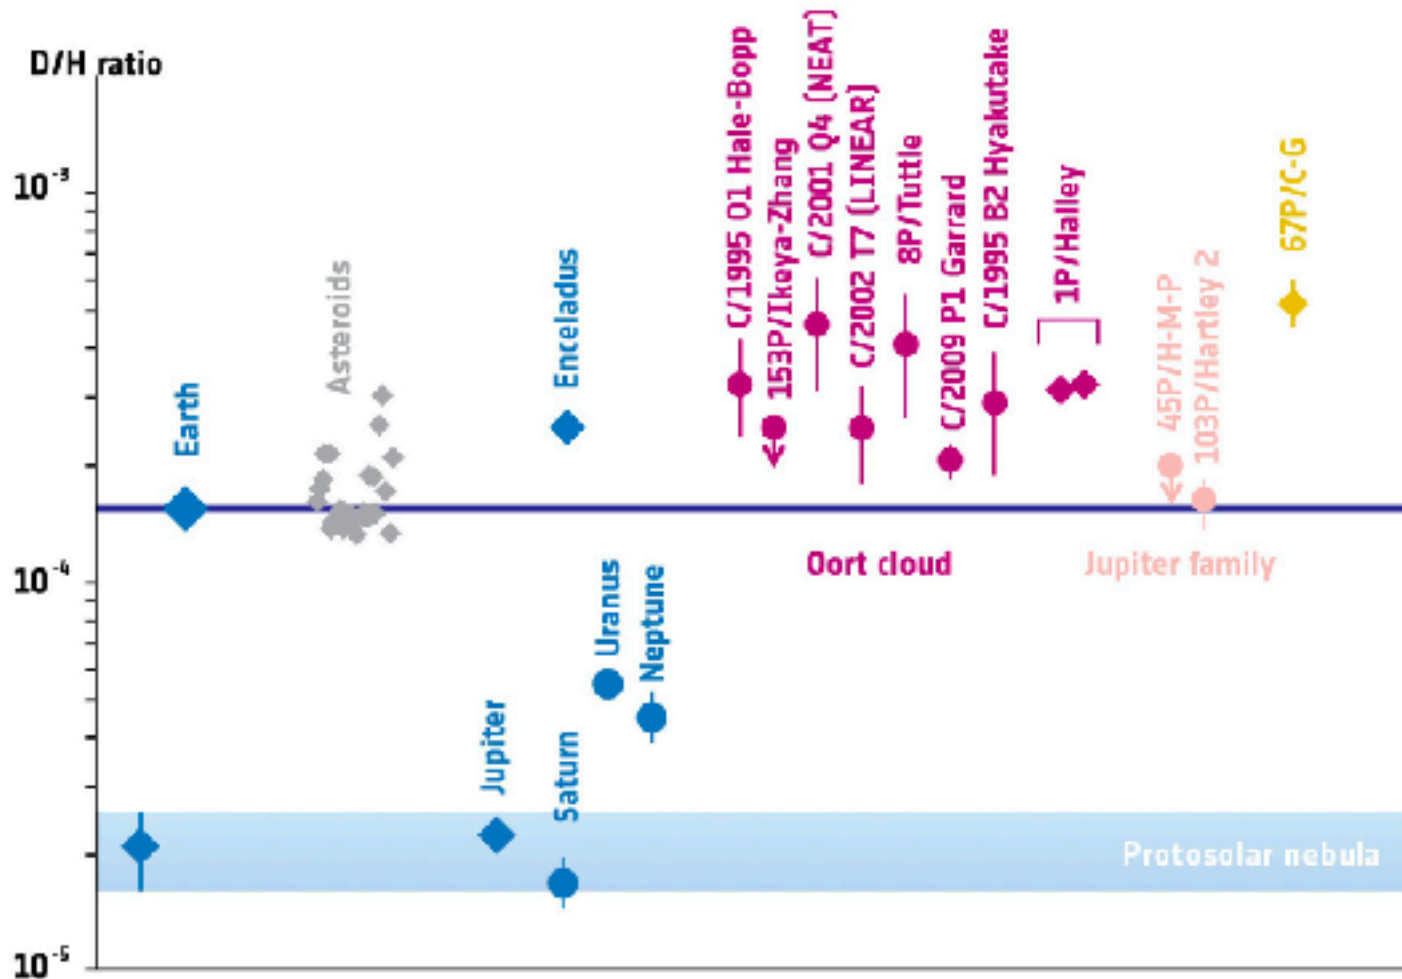 D/H ratio
10⁻³
10⁻⁴
10⁻⁵
Earth
Asteroids
Enceladus
Jupiter
Saturn
Uranus
Neptune
C/1995 O1 Hale-Bopp
153P/Ikeya-Zhang
C/2001 Q4 (NEAT)
C/2002 T7 (LINEAR)
8P/Tuttle
C/2009 P1 Garrard
C/1995 B2 Hyakutake
1P/Halley
45P/H-M-P
103P/Hartley 2
67P/C-G
Oort cloud
Jupiter family
Protosolar nebula